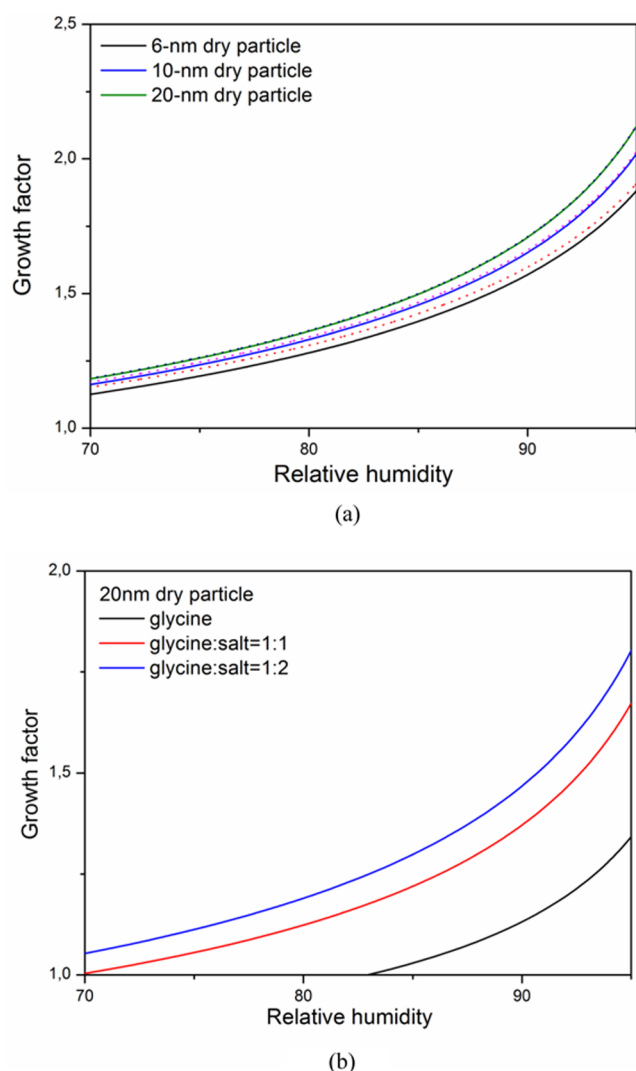 2,5
6-nm dry particle
10-nm dry particle
20-nm dry particle
2,0
Growth factor
1,5
1,0
70 80 90
Relative humidity
(a)
2,0
20nm dry particle
glycine
glycine:salt=1:1
glycine:salt=1:2
Growth factor
1,5
1,0
70 80 90
Relative humidity
(b)